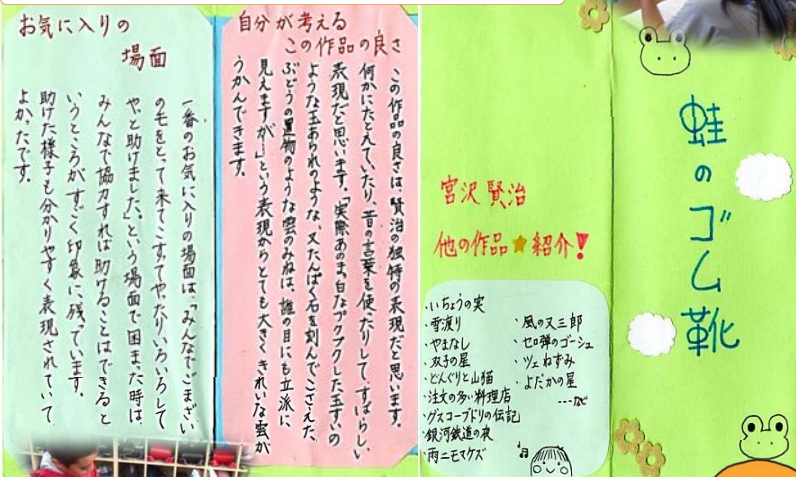 蛙のゴム靴
宮沢賢治
他の作品★紹介!
・いちょうの実
・雪渡り
・やまなし
・双子の星
・どんぐりと山猫
・注文の多い料理店
・グスコーブドリの伝記
・銀河鉄道の夜
・雨ニモマケズ
・風の又三郎
・セロ弾のゴーシュ
・ツェねずみ
・よだかの星
---など
自分が考える
この作品の良さ
この作品の良さは、賢治の独特の表現だと思います。
何かにたとえていたり、昔の言葉を使ったりして、すばらしい
表現だと思います。「実際あのまっ白なプクプクした玉ずいの
ような玉あられのような、又たんぱく石を刻んでこさえた
ぶどうの置物のような雲のみねは、誰の目にも立派に
見えますが…」という表現からとても大きくきれいな雲が
うかんできます。
お気に入りの
場面
一番のお気に入りの場面は、「みんなでごまざい
の毛をとって来てこすってやったりいろいろして
やっと助けました。」という場面で困まった時は、
みんなで協力すれば助けることはできると
いうところがすごく印象に、残っています。
助けた様子も分かりやすく表現されていて、
よかったです。